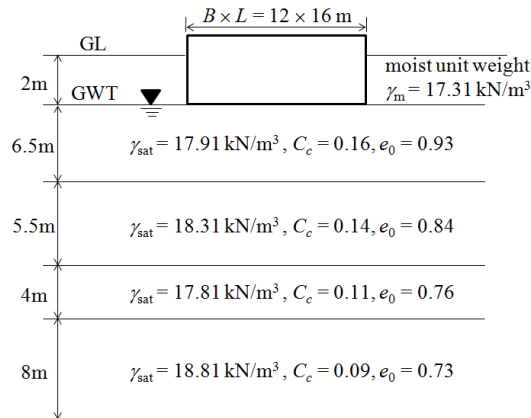 B × L = 12 × 16 m
GL
moist unit weight
2m
GWT
γm = 17.31 kN/m³
6.5m
γsat = 17.91 kN/m³ , Cc = 0.16, e0 = 0.93
5.5m
γsat = 18.31 kN/m³ , Cc = 0.14, e0 = 0.84
4m
γsat = 17.81 kN/m³ , Cc = 0.11, e0 = 0.76
8m
γsat = 18.81 kN/m³ , Cc = 0.09, e0 = 0.73